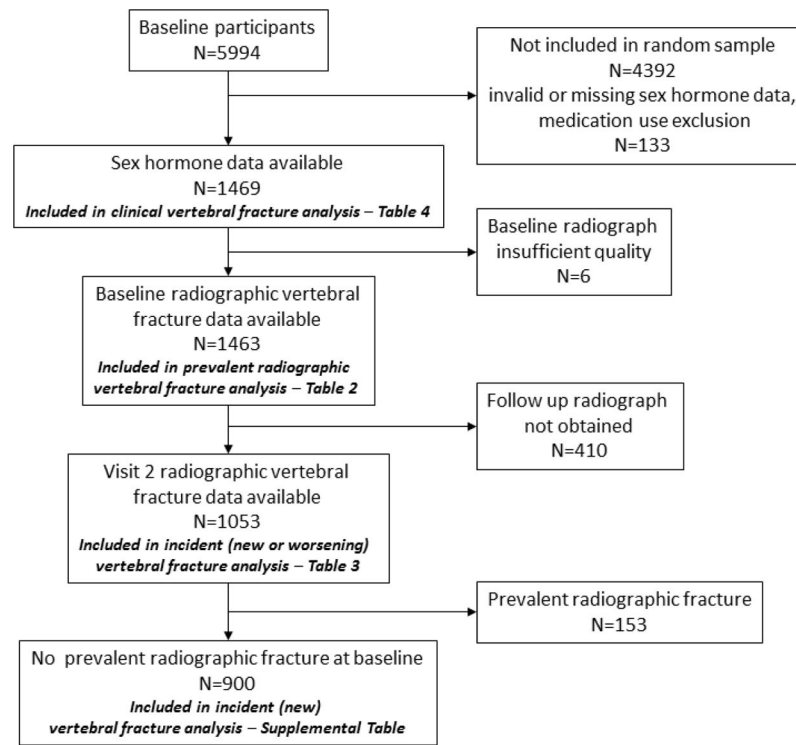 Baseline participants
N=5994
Not included in random sample
N=4392
invalid or missing sex hormone data,
medication use exclusion
N=133
Sex hormone data available
N=1469
Included in clinical vertebral fracture analysis – Table 4
Baseline radiograph
insufficient quality
N=6
Baseline radiographic vertebral
fracture data available
N=1463
Included in prevalent radiographic
vertebral fracture analysis – Table 2
Follow up radiograph
not obtained
N=410
Visit 2 radiographic vertebral
fracture data available
N=1053
Included in incident (new or worsening)
vertebral fracture analysis – Table 3
Prevalent radiographic fracture
N=153
No prevalent radiographic fracture at baseline
N=900
Included in incident (new)
vertebral fracture analysis – Supplemental Table